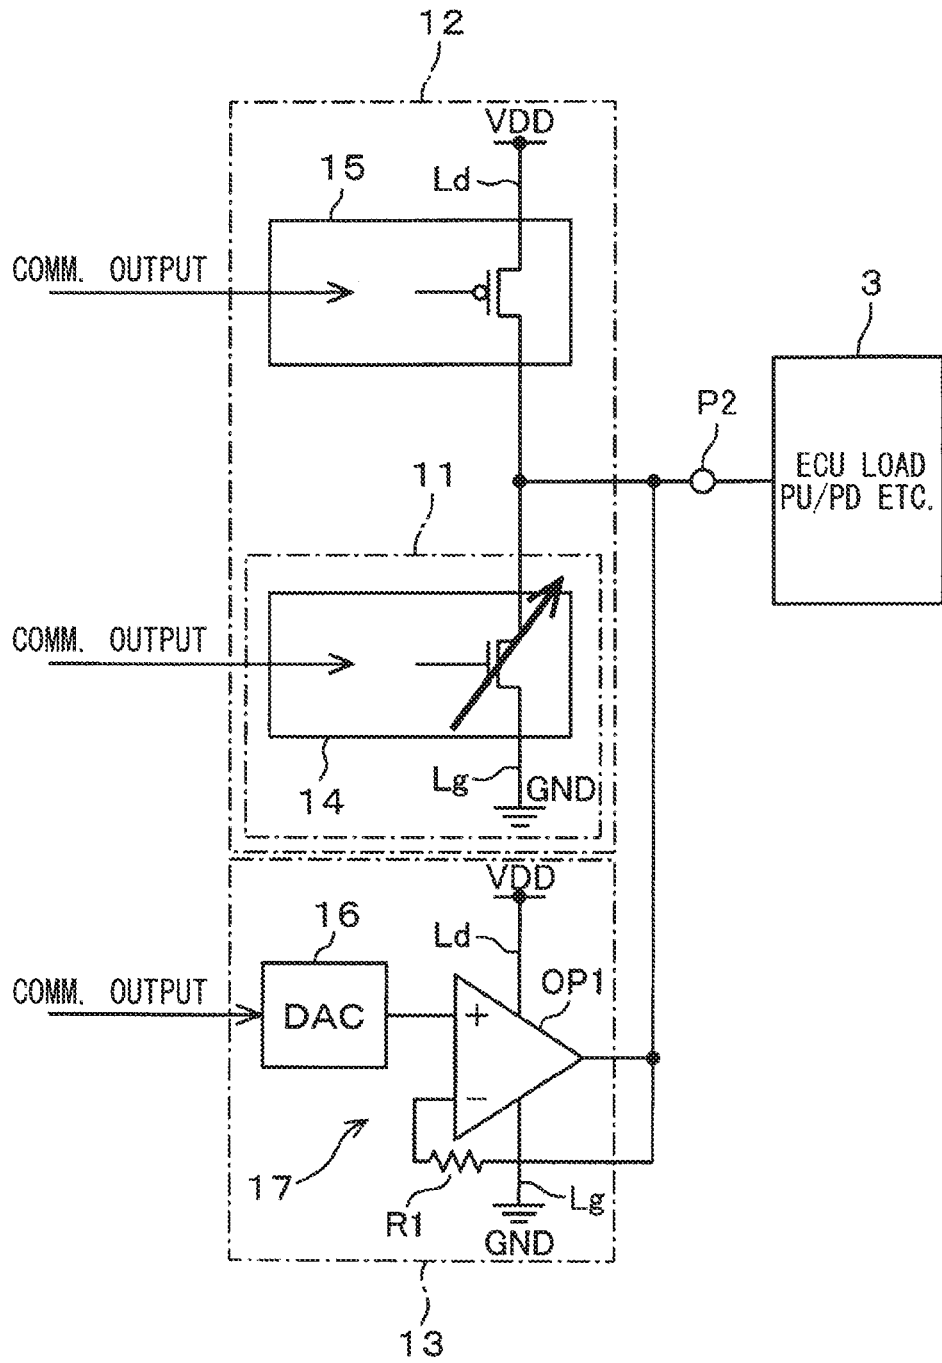 12
VDD
15
Ld
COMM. OUTPUT
3
P2
ECU LOAD
PU/PD ETC.
11
COMM. OUTPUT
14
Lg
GND
VDD
16
Ld
OP1
COMM. OUTPUT
DAC
+
−
17
R1
Lg
GND
13